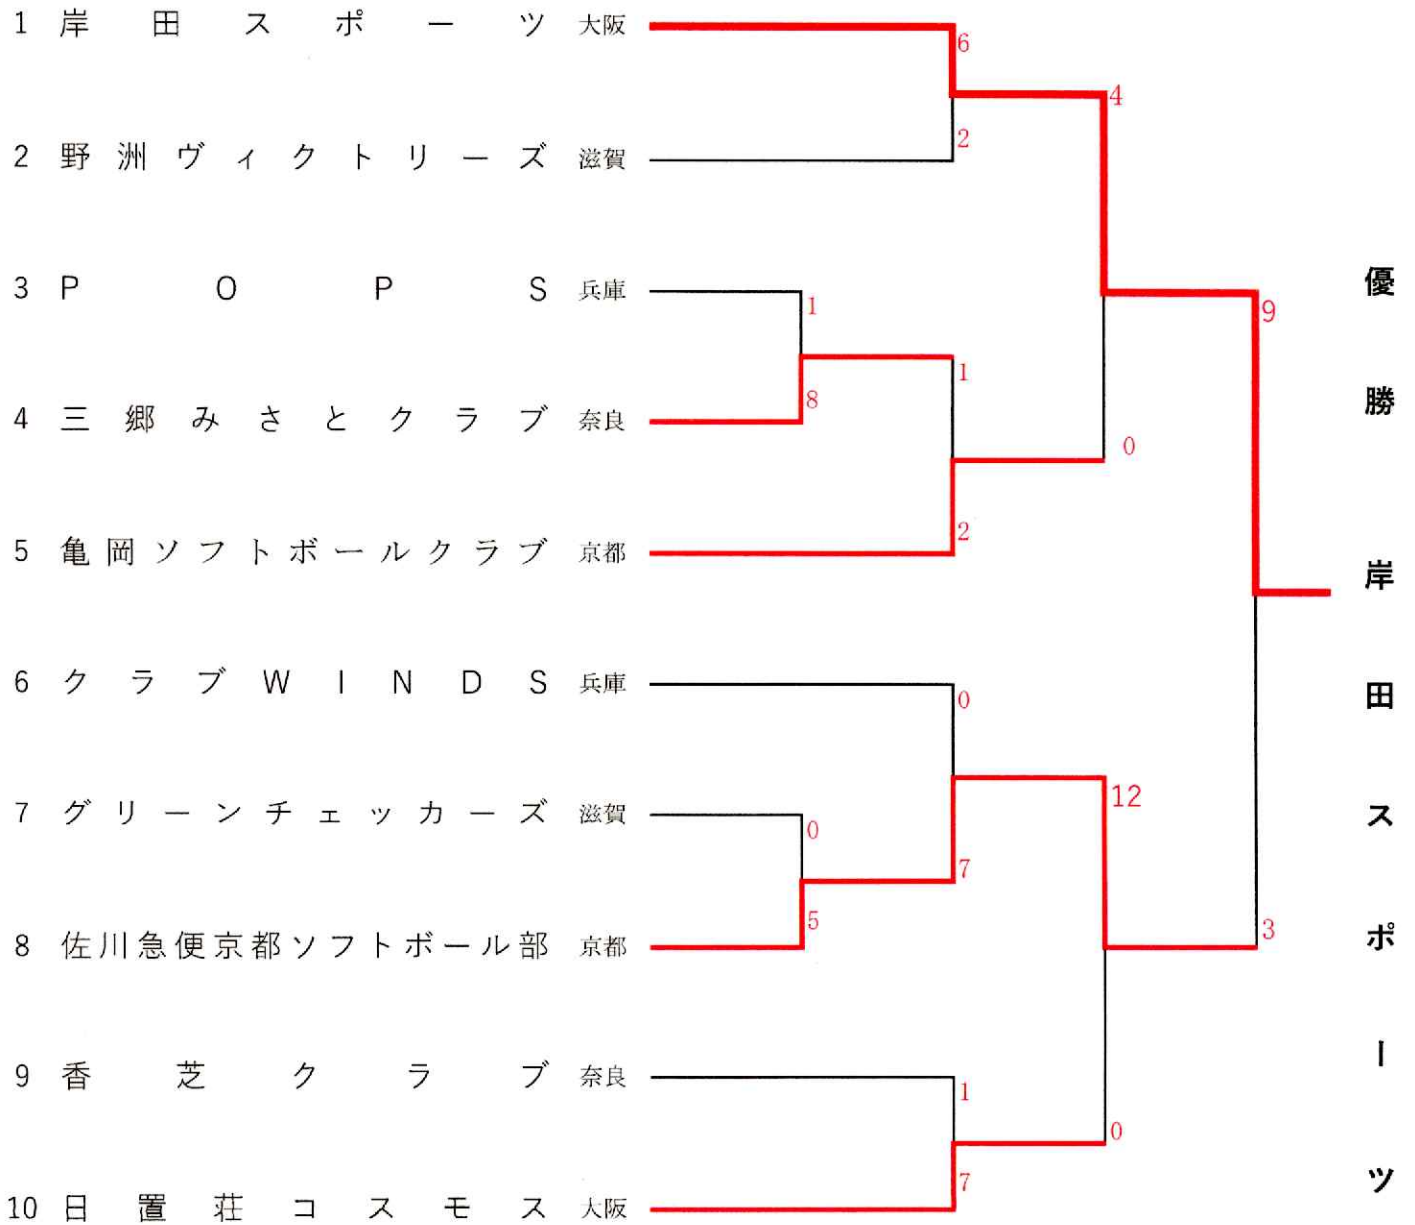 1 岸田スポーツ 大阪
6
4
2
2 野洲ヴィクトリーズ 滋賀
3 POPS 兵庫
1
9
1
8
4 三郷みさとクラブ 奈良
0
2
5 亀岡ソフトボールクラブ 京都
6 クラブWINDS 兵庫
0
12
7 グリーンチェッカーズ 滋賀
0
7
5
8 佐川急便京都ソフトボール部 京都
3
9 香芝クラブ 奈良
1
0
7
10 日置荘コスモス 大阪
優勝 岸田スポーツ